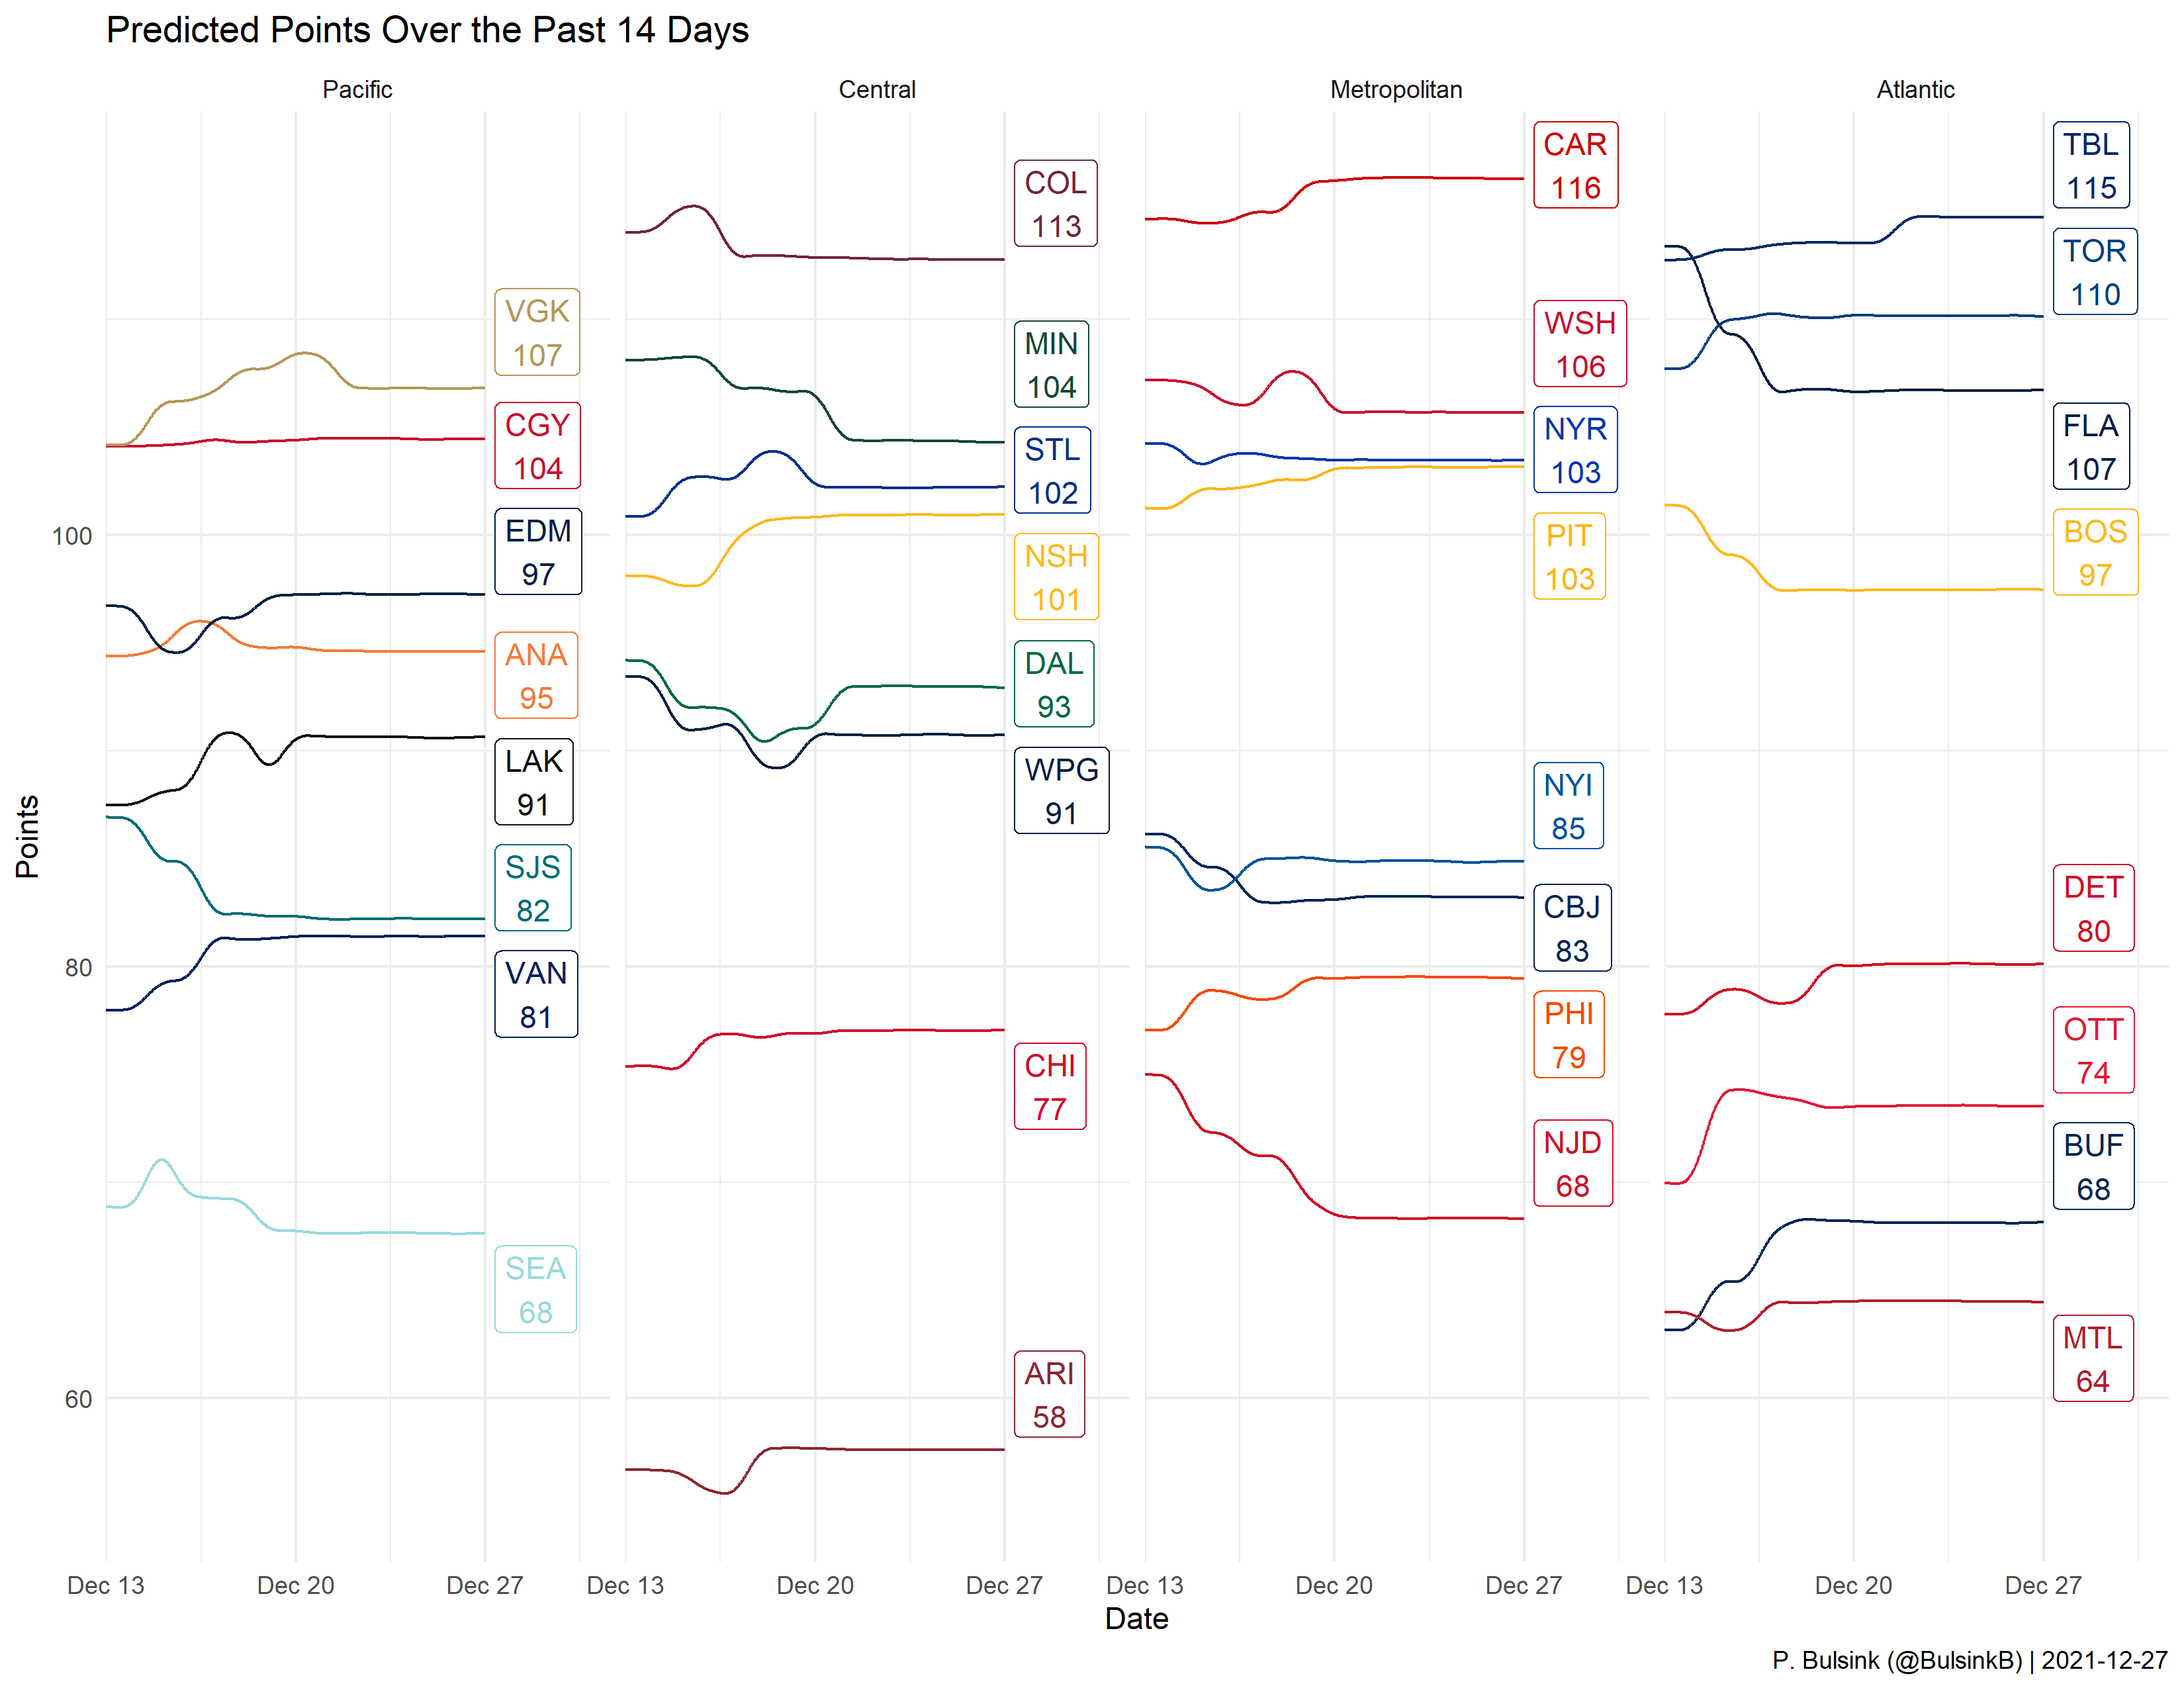 Predicted Points Over the Past 14 Days
Pacific
Central
Metropolitan
Atlantic
Points
100
80
60
VGK
107
CGY
104
EDM
97
ANA
95
LAK
91
SJS
82
VAN
81
SEA
68
COL
113
MIN
104
STL
102
NSH
101
DAL
93
WPG
91
CHI
77
ARI
58
CAR
116
WSH
106
NYR
103
PIT
103
NYI
85
CBJ
83
PHI
79
NJD
68
TBL
115
TOR
110
FLA
107
BOS
97
DET
80
OTT
74
BUF
68
MTL
64
Dec 13 Dec 20 Dec 27 Dec 13 Dec 20 Dec 27 Dec 13 Dec 20 Dec 27 Dec 13 Dec 20 Dec 27
Date
P. Bulsink (@BulsinkB) | 2021-12-27